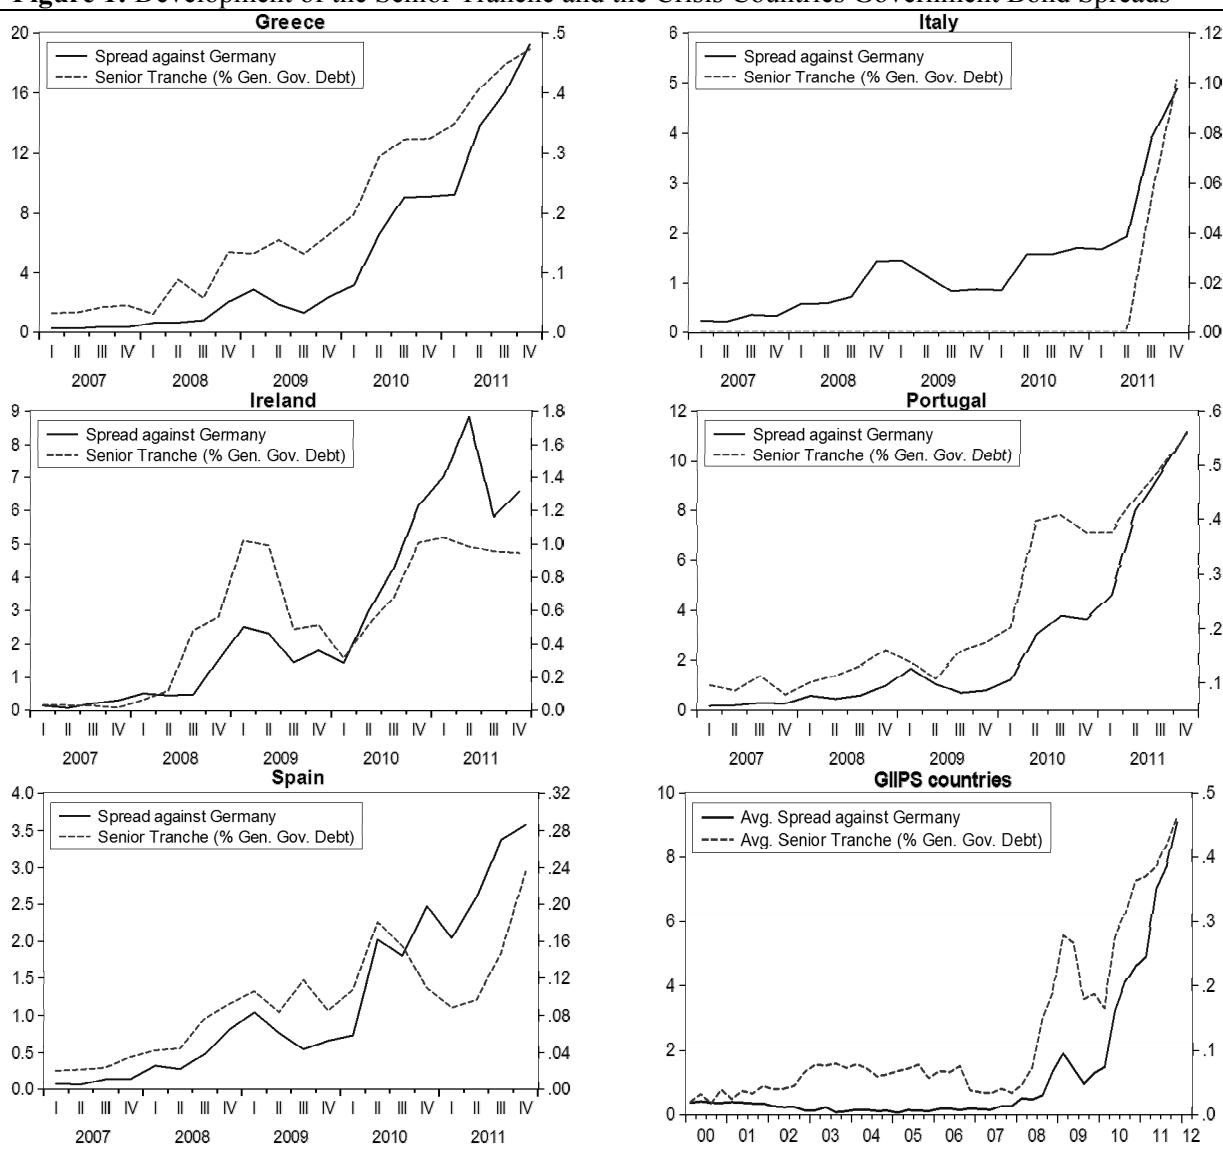 Figure 1: Development of the Senior Tranche and the Crisis Countries Government Bond Spreads
Greece
Spread against Germany
Senior Tranche (% Gen. Gov. Debt)
20
16
12
8
4
0
.5
.4
.3
.2
.1
.0
I II III IV I II III IV I II III IV I II III IV I II III IV
2007 2008 2009 2010 2011
Italy
Spread against Germany
Senior Tranche (% Gen. Gov. Debt)
6
5
4
3
2
1
0
.12
.10
.08
.06
.04
.02
.00
I II III IV I II III IV I II III IV I II III IV I II III IV
2007 2008 2009 2010 2011
Ireland
Spread against Germany
Senior Tranche (% Gen. Gov. Debt)
9
8
7
6
5
4
3
2
1
0
1.8
1.6
1.4
1.2
1.0
0.8
0.6
0.4
0.2
0.0
I II III IV I II III IV I II III IV I II III IV I II III IV
2007 2008 2009 2010 2011
Portugal
Spread against Germany
Senior Tranche (% Gen. Gov. Debt)
12
10
8
6
4
2
0
.6
.5
.4
.3
.2
.1
I II III IV I II III IV I II III IV I II III IV I II III IV
2007 2008 2009 2010 2011
Spain
Spread against Germany
Senior Tranche (% Gen. Gov. Debt)
4.0
3.5
3.0
2.5
2.0
1.5
1.0
0.5
0.0
.32
.28
.24
.20
.16
.12
.08
.04
.00
I II III IV I II III IV I II III IV I II III IV I II III IV
2007 2008 2009 2010 2011
GIIPS countries
Avg. Spread against Germany
Avg. Senior Tranche (% Gen. Gov. Debt)
10
8
6
4
2
0
.5
.4
.3
.2
.1
.0
00 01 02 03 04 05 06 07 08 09 10 11 12